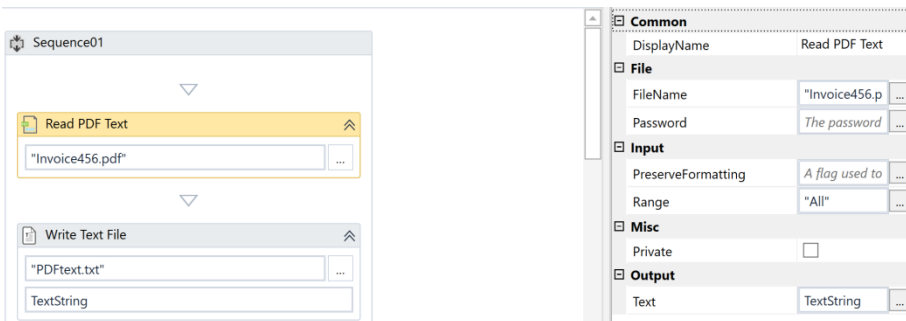 Sequence01
Read PDF Text
"Invoice456.pdf"
...
Write Text File
"PDFtext.txt"
...
TextString
Common
DisplayName Read PDF Text
File
FileName "Invoice456.p ...
Password The password ...
Input
PreserveFormatting A flag used to ...
Range "All" ...
Misc
Private
Output
Text TextString ...